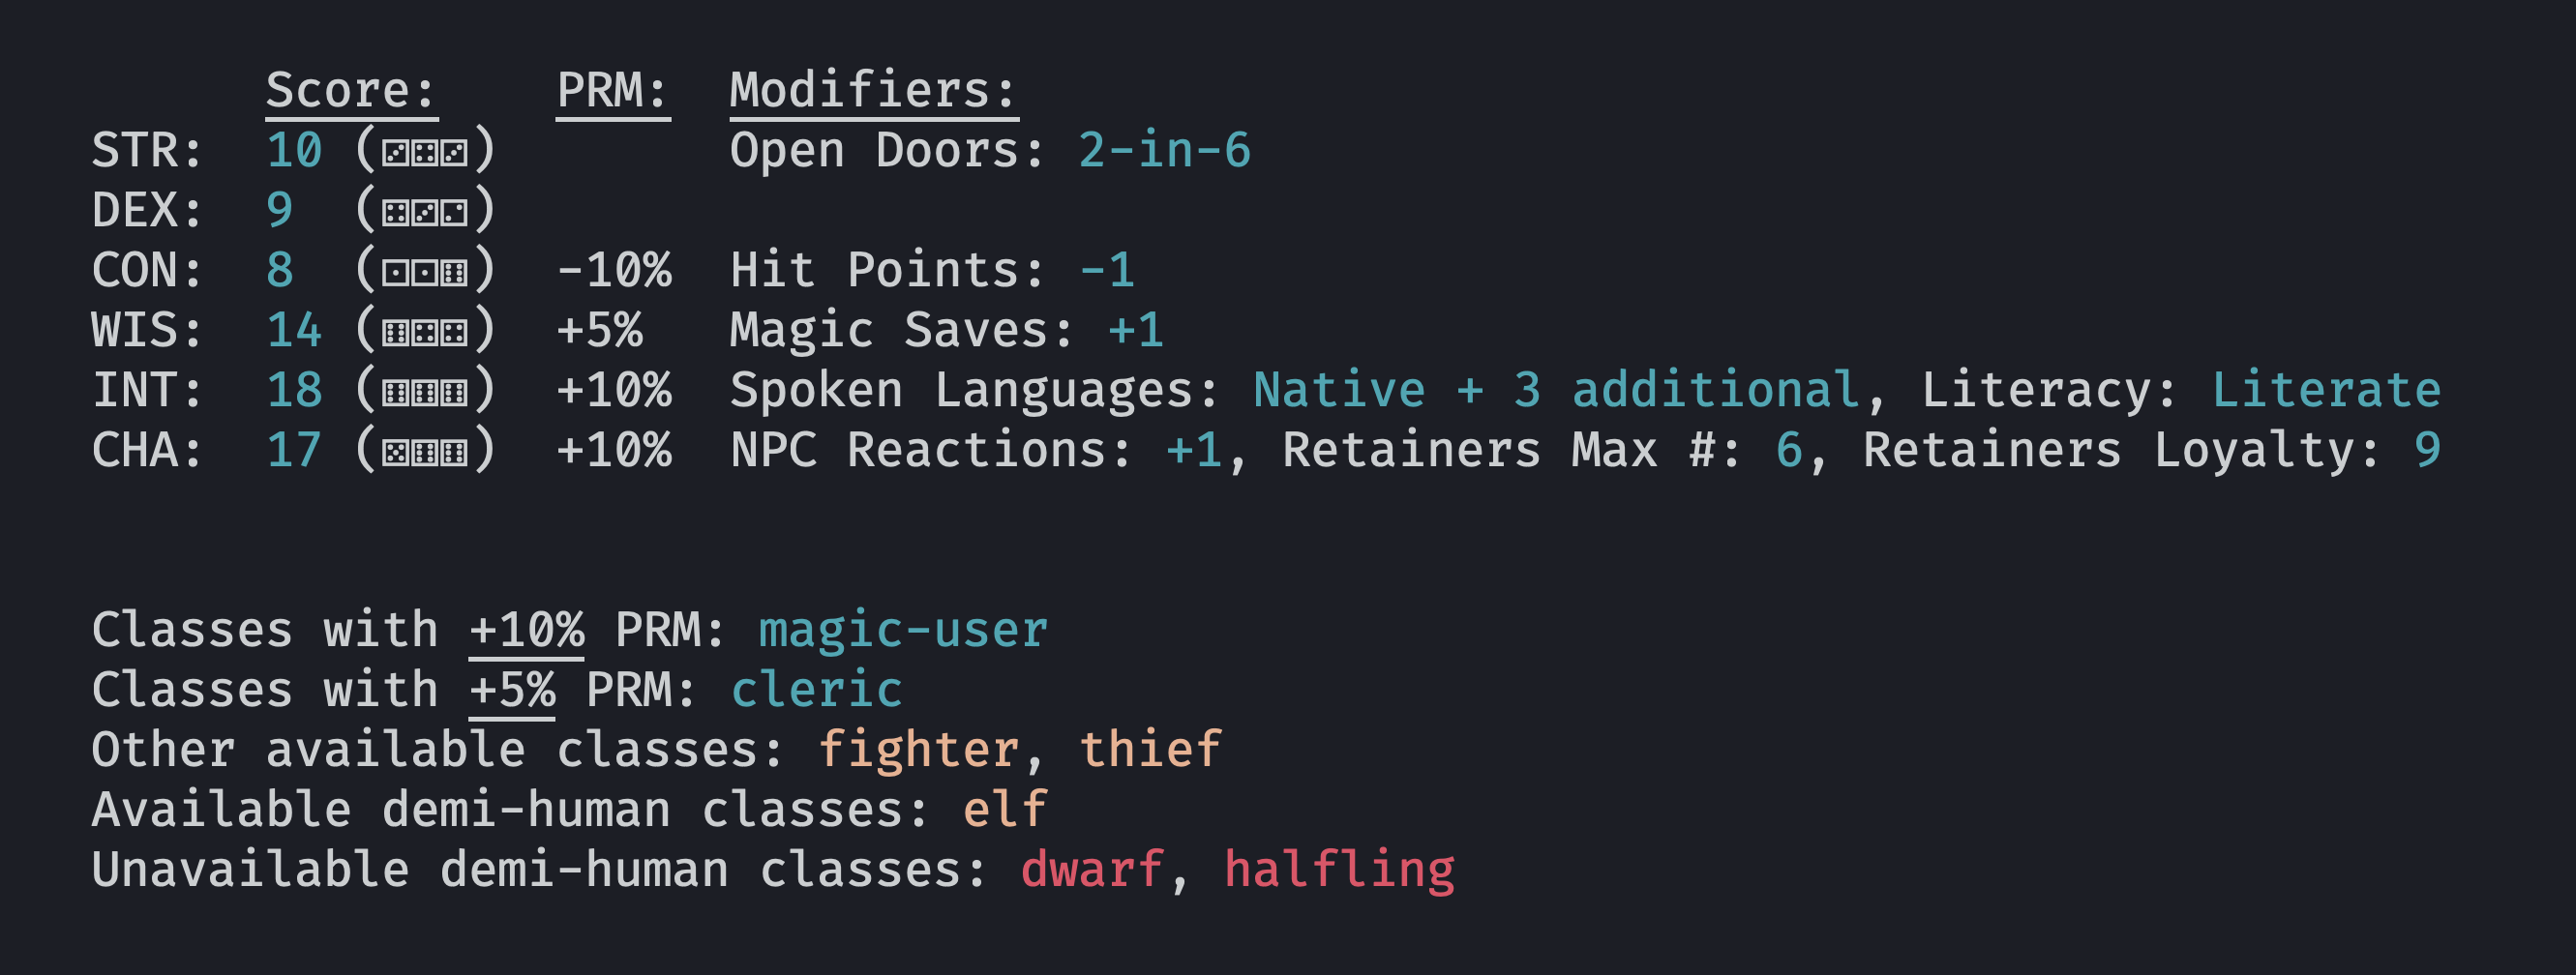 Score: PRM: Modifiers:
STR: 10 (⚂⚃⚂) Open Doors: 2-in-6
DEX: 9 (⚃⚂⚁)
CON: 8 (⚀⚀⚅) -10% Hit Points: -1
WIS: 14 (⚅⚃⚃) +5% Magic Saves: +1
INT: 18 (⚅⚅⚅) +10% Spoken Languages: Native + 3 additional, Literacy: Literate
CHA: 17 (⚄⚅⚅) +10% NPC Reactions: +1, Retainers Max #: 6, Retainers Loyalty: 9
Classes with +10% PRM: magic-user
Classes with +5% PRM: cleric
Other available classes: fighter, thief
Available demi-human classes: elf
Unavailable demi-human classes: dwarf, halfling